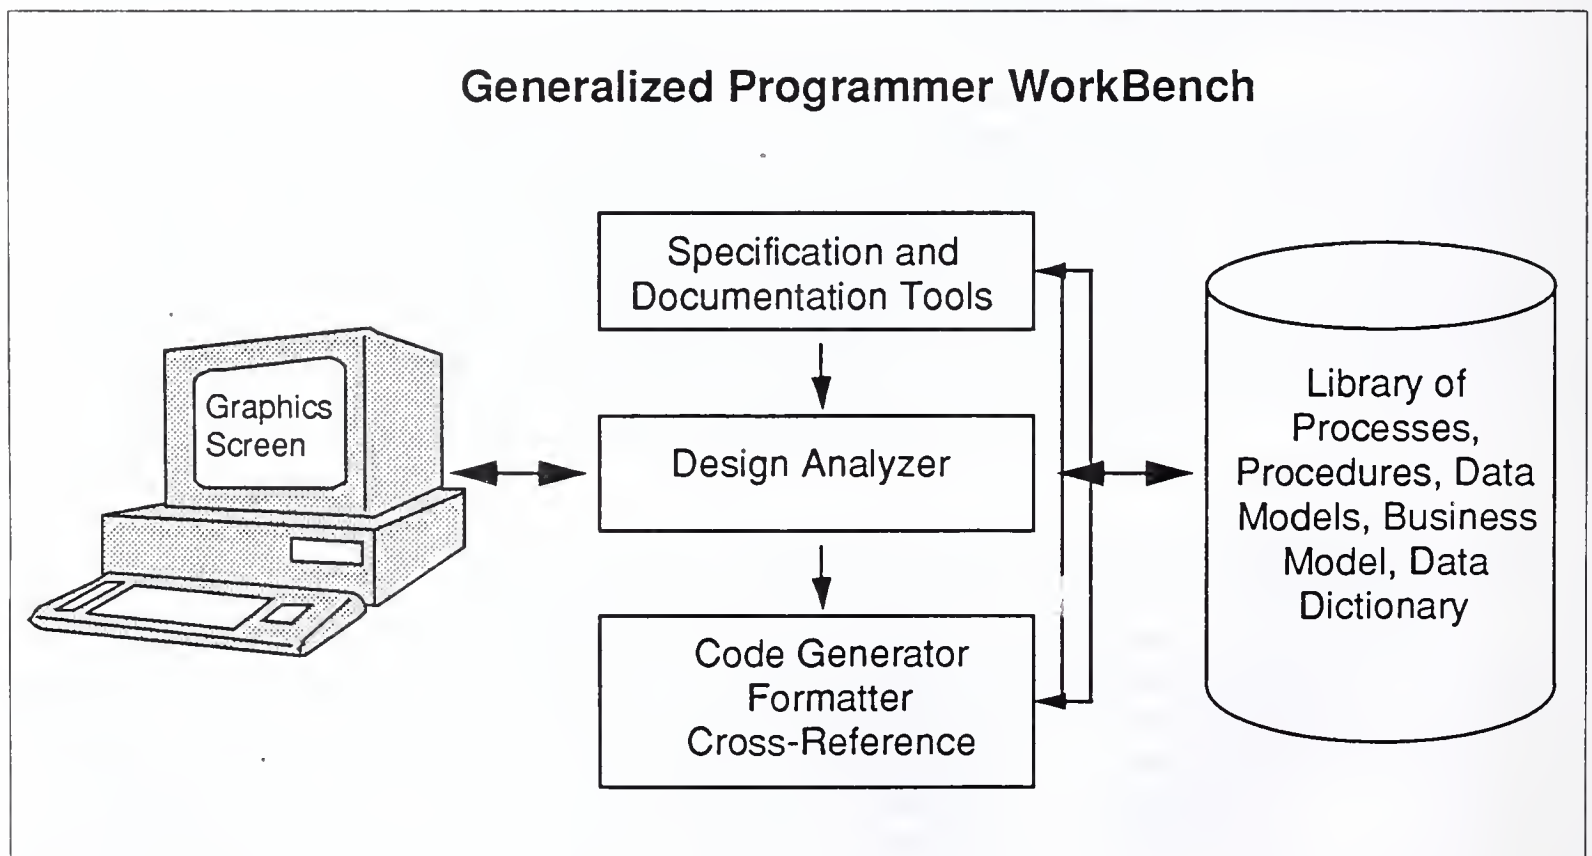 Generalized Programmer WorkBench
Specification and
Documentation Tools
Graphics
Screen
Design Analyzer
Code Generator
Formatter
Cross-Reference
Library of
Processes,
Procedures, Data
Models, Business
Model, Data
Dictionary